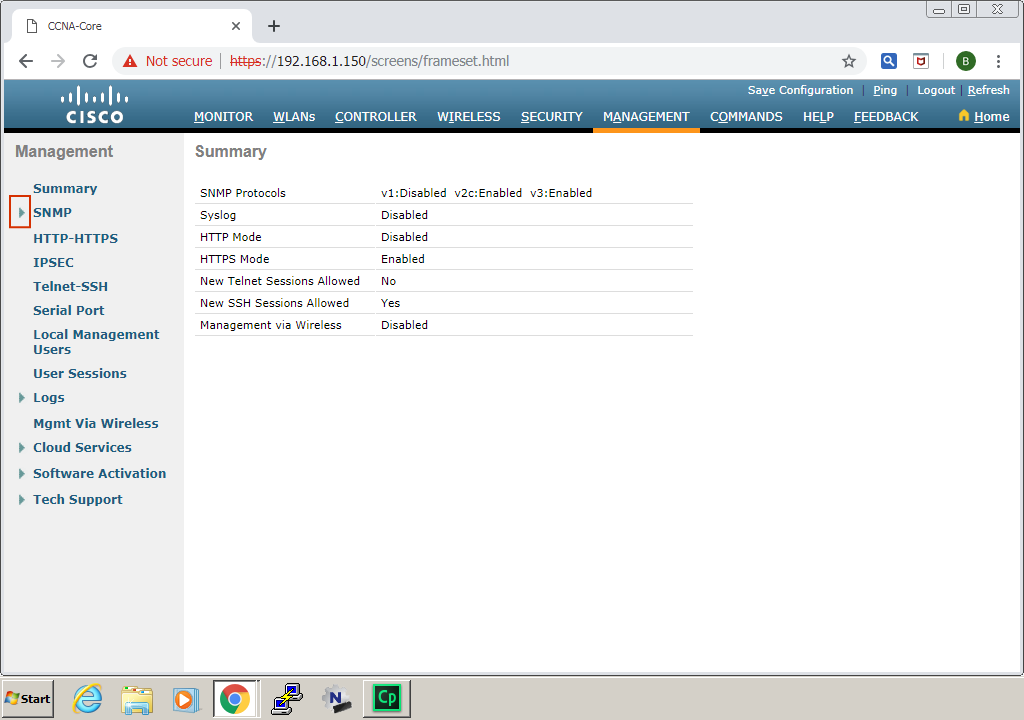 CCNA-Core
Not secure https://192.168.1.150/screens/frameset.html
B
Save Configuration Ping Logout Refresh
CISCO
MONITOR WLANs CONTROLLER WIRELESS SECURITY MANAGEMENT COMMANDS HELP FEEDBACK Home
Management
Summary
SNMP
HTTP-HTTPS
IPSEC
Telnet-SSH
Serial Port
Local Management
Users
User Sessions
Logs
Mgmt Via Wireless
Cloud Services
Software Activation
Tech Support
Summary
SNMP Protocols v1:Disabled v2c:Enabled v3:Enabled
Syslog Disabled
HTTP Mode Disabled
HTTPS Mode Enabled
New Telnet Sessions Allowed No
New SSH Sessions Allowed Yes
Management via Wireless Disabled
Start N Cp